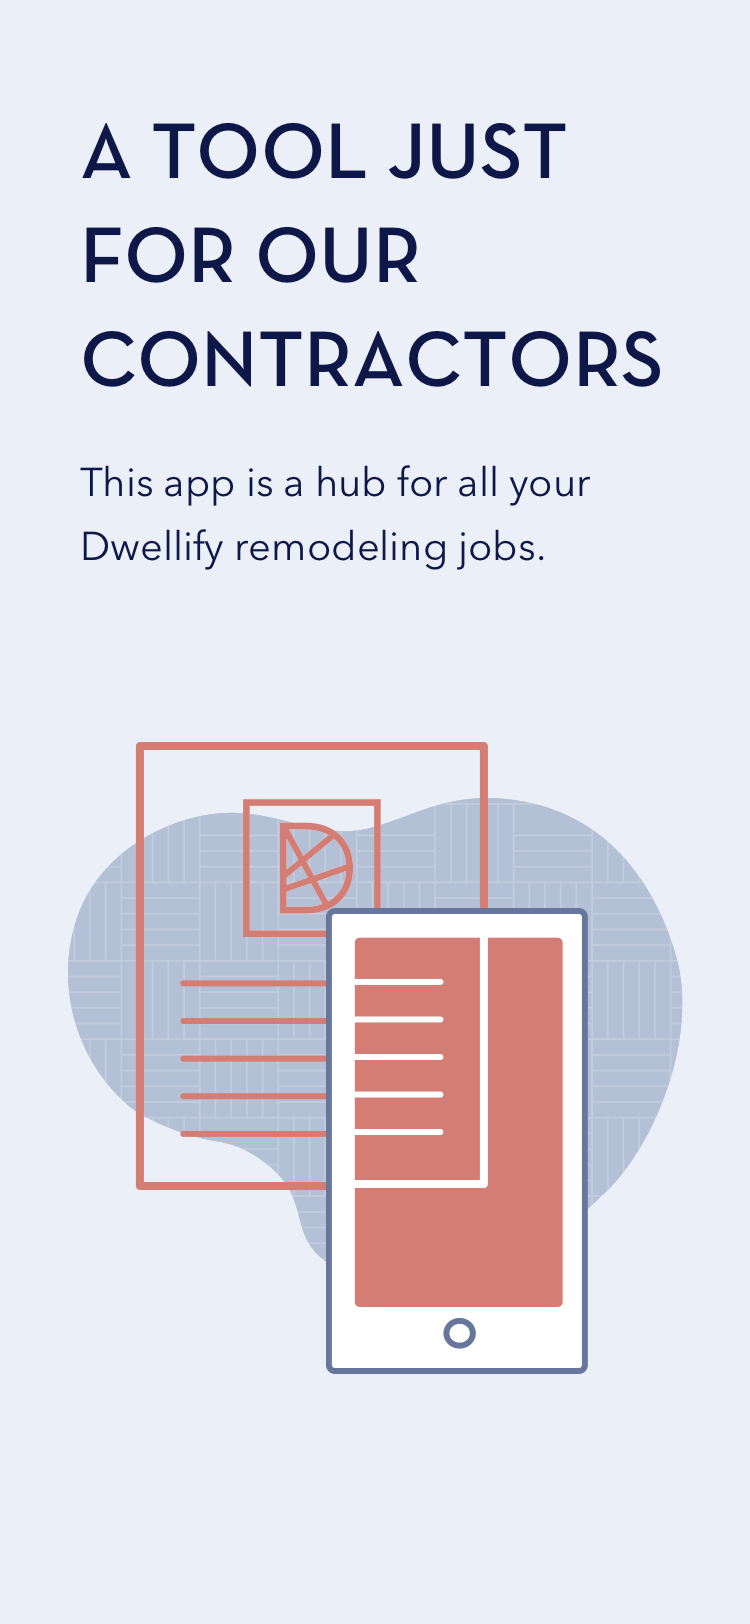 A TOOL JUST
FOR OUR
CONTRACTORS
This app is a hub for all your
Dwellify remodeling jobs.